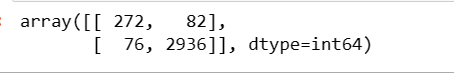 array([[ 272,   82],
       [  76, 2936]], dtype=int64)